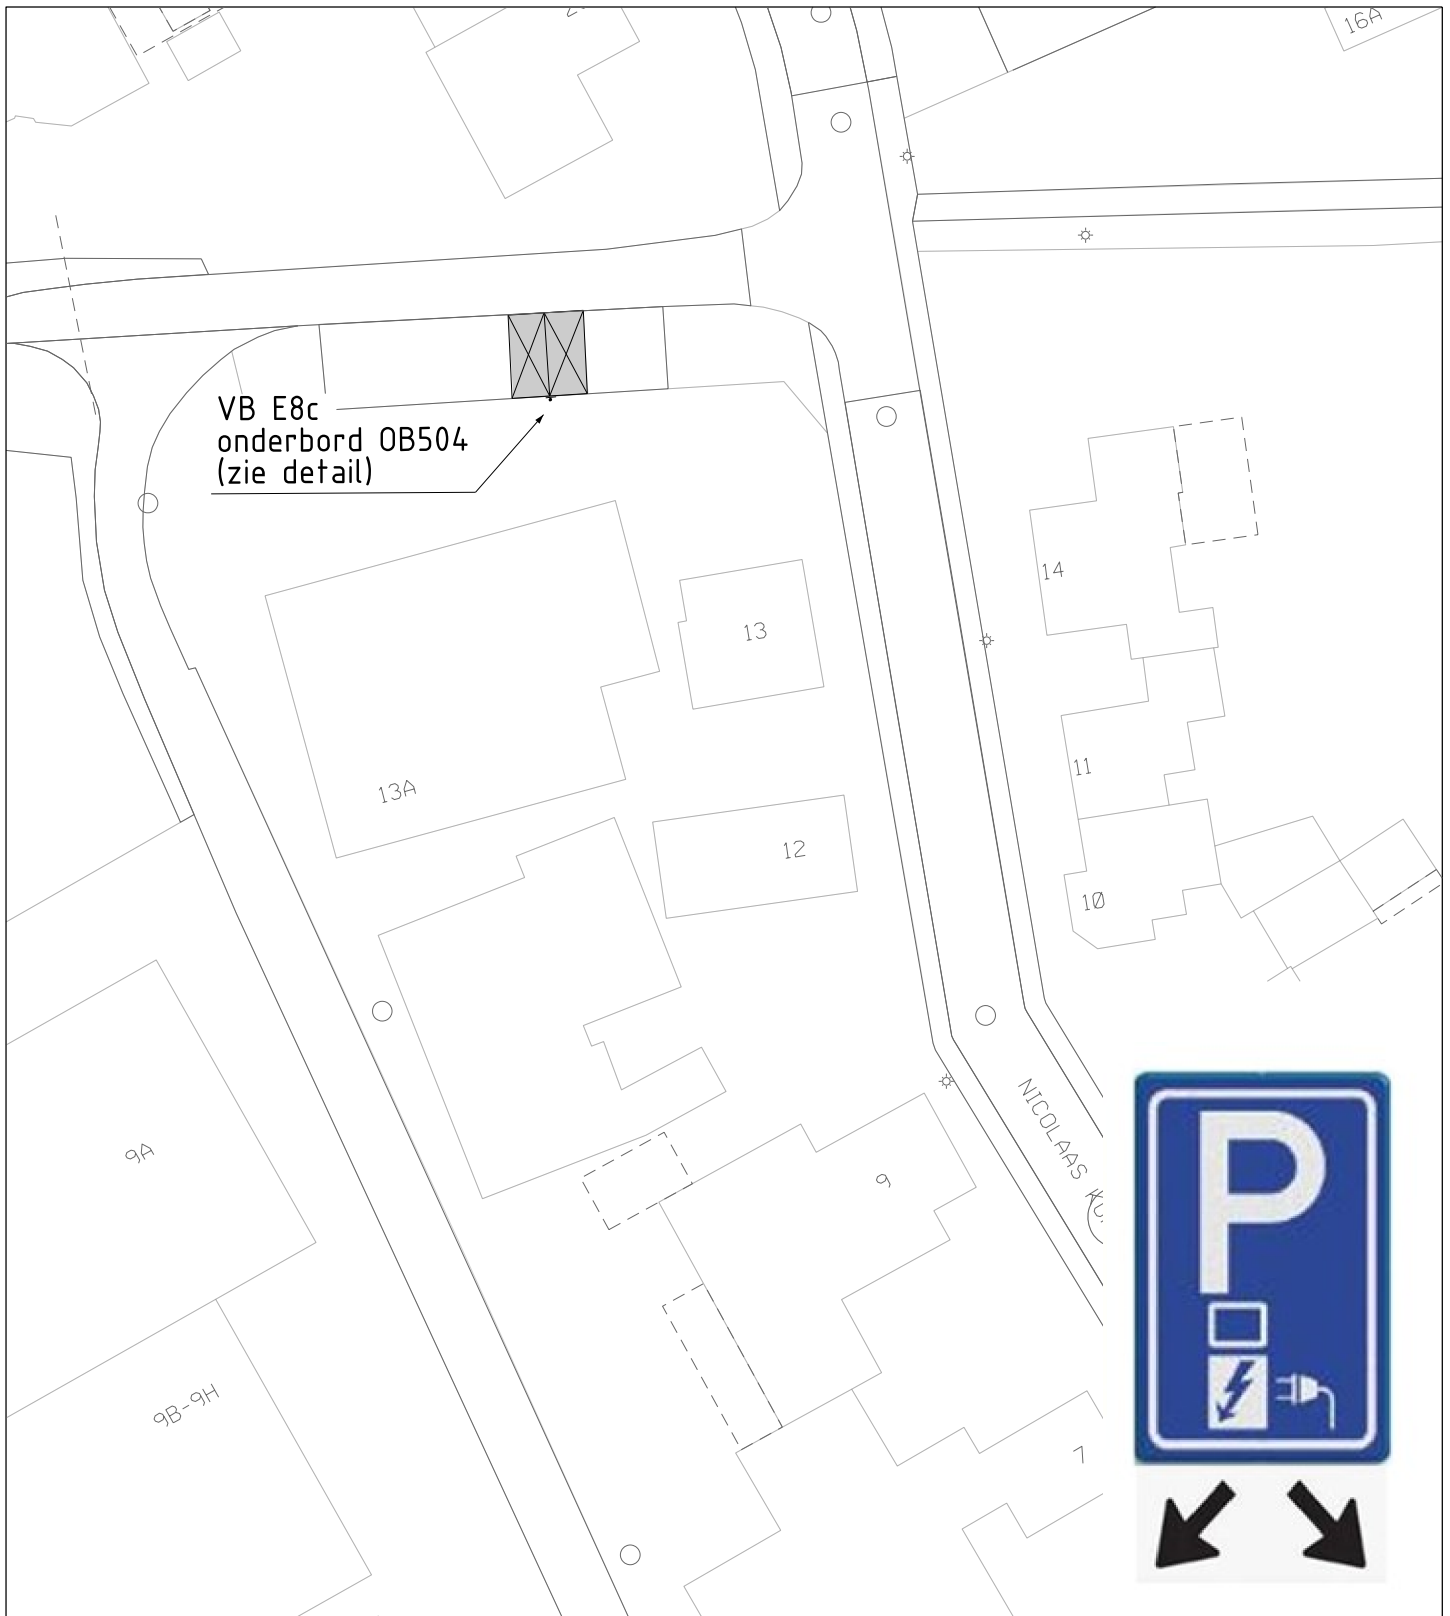 16A
VB E8c
onderbord OB504
(zie detail)
14
13
11
13A
12
10
9A
NICOLAAS
9
P
9B-9H
7